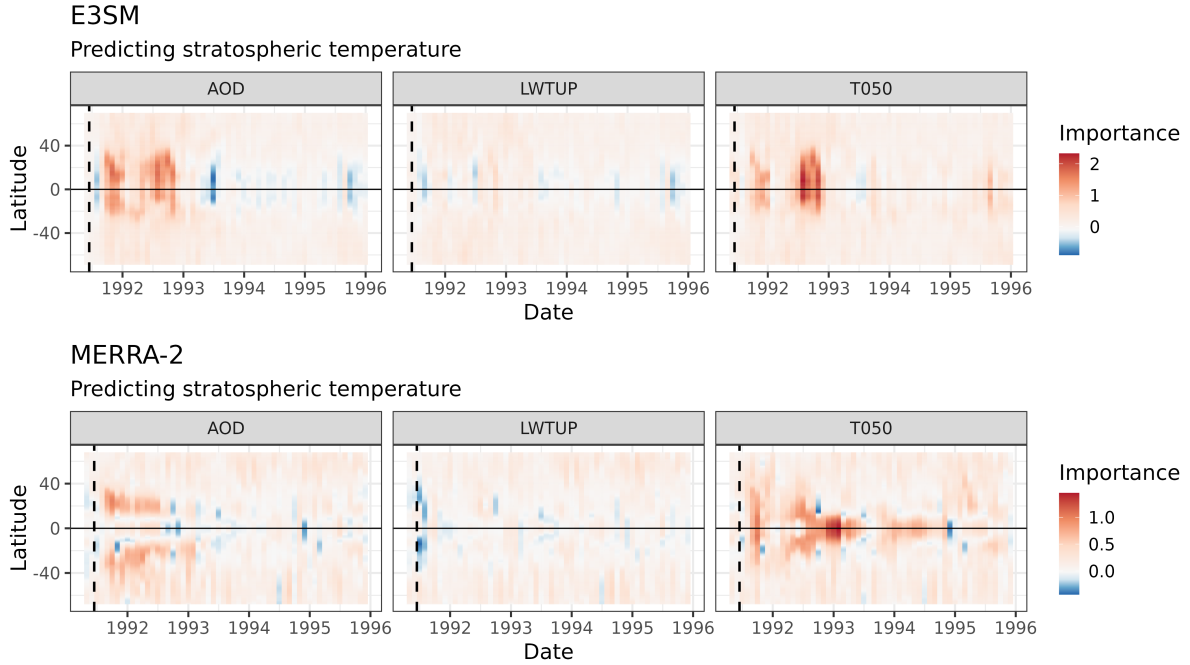 E3SM
Predicting stratospheric temperature
AOD LWTUP T050
Latitude
40
0
-40
1992 1993 1994 1995 1996 1992 1993 1994 1995 1996 1992 1993 1994 1995 1996
Date
Importance
2
1
0
MERRA-2
Predicting stratospheric temperature
AOD LWTUP T050
Latitude
40
0
-40
1992 1993 1994 1995 1996 1992 1993 1994 1995 1996 1992 1993 1994 1995 1996
Date
Importance
1.0
0.5
0.0